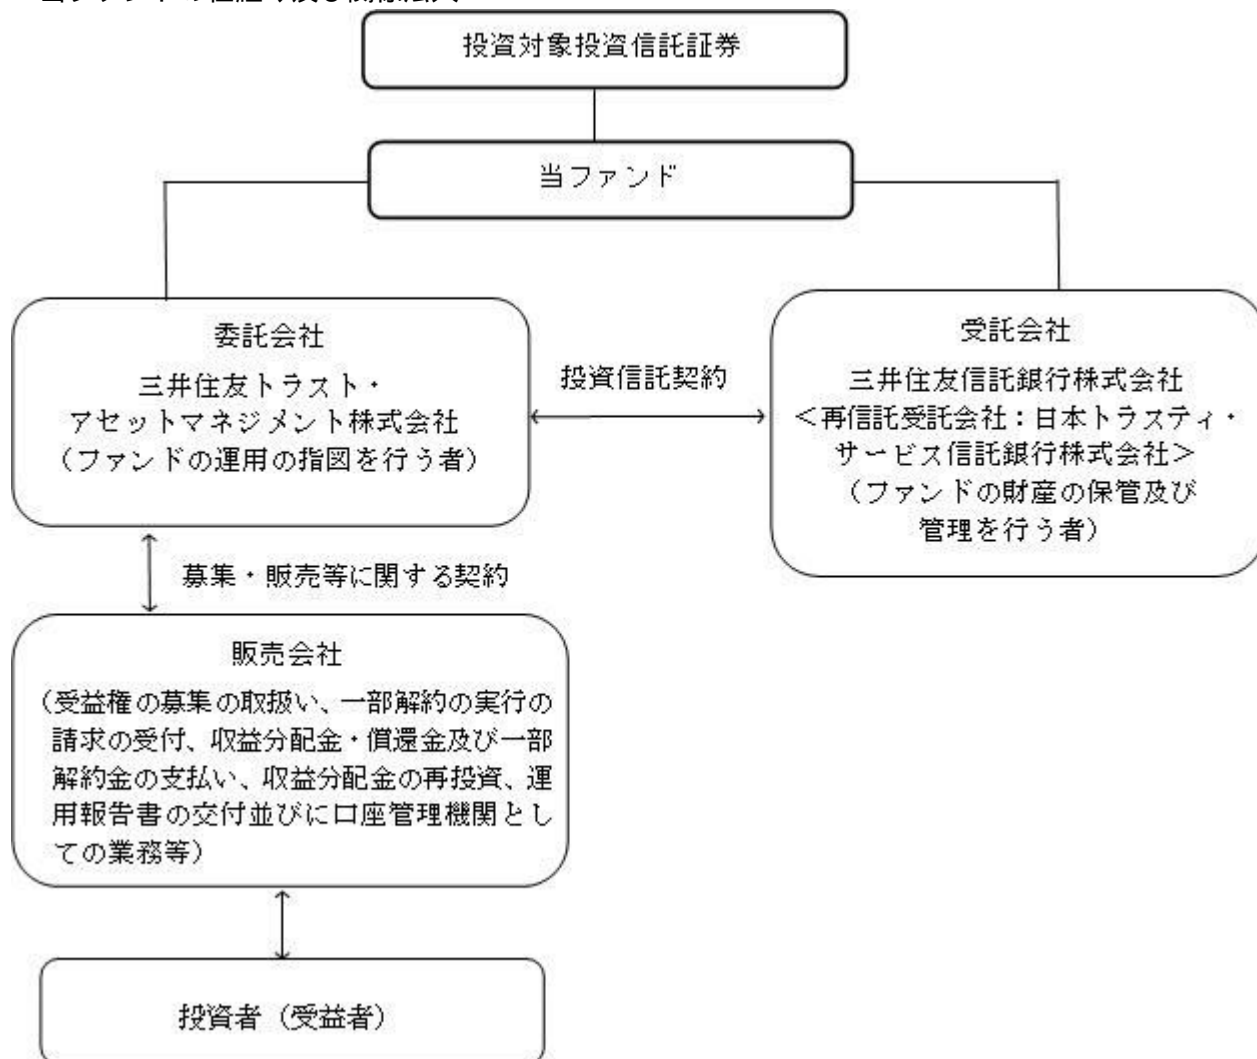 投資対象投資信託証券
当ファンド
委託会社
三井住友トラスト・
アセットマネジメント株式会社
（ファンドの運用の指図を行う者）
投資信託契約
受託会社
三井住友信託銀行株式会社
＜再信託受託会社：日本トラスティ・
サービス信託銀行株式会社＞
（ファンドの財産の保管及び
管理を行う者）
募集・販売等に関する契約
販売会社
（受益権の募集の取扱い、一部解約の実行の
請求の受付、収益分配金・償還金及び一部
解約金の支払い、収益分配金の再投資、運
用報告書の交付並びに口座管理機関とし
ての業務等）
投資者（受益者）